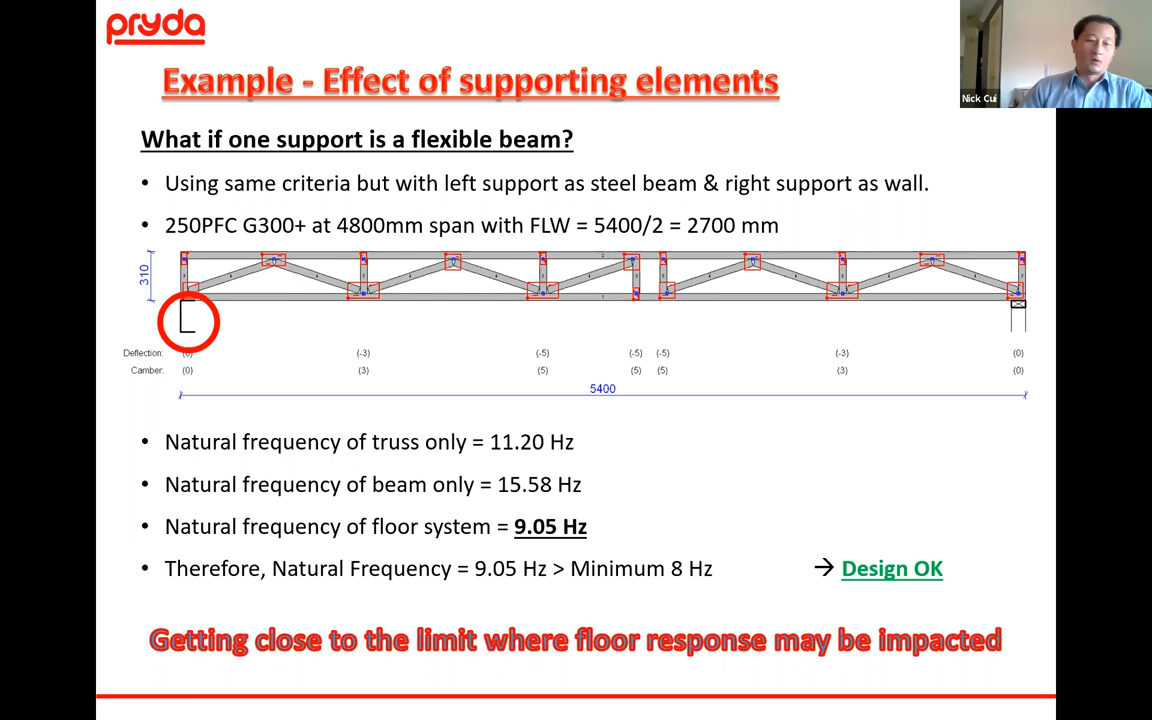 pryda
Nick Cui
Example - Effect of supporting elements
What if one support is a flexible beam?
• Using same criteria but with left support as steel beam & right support as wall.
• 250PFC G300+ at 4800mm span with FLW = 5400/2 = 2700 mm
310
Deflection: (0) (-3) (-5) (-5) (-5) (-3) (0)
Camber: (0) (3) (5) (5) (5) (3) (0)
5400
• Natural frequency of truss only = 11.20 Hz
• Natural frequency of beam only = 15.58 Hz
• Natural frequency of floor system = 9.05 Hz
• Therefore, Natural Frequency = 9.05 Hz > Minimum 8 Hz → Design OK
Getting close to the limit where floor response may be impacted